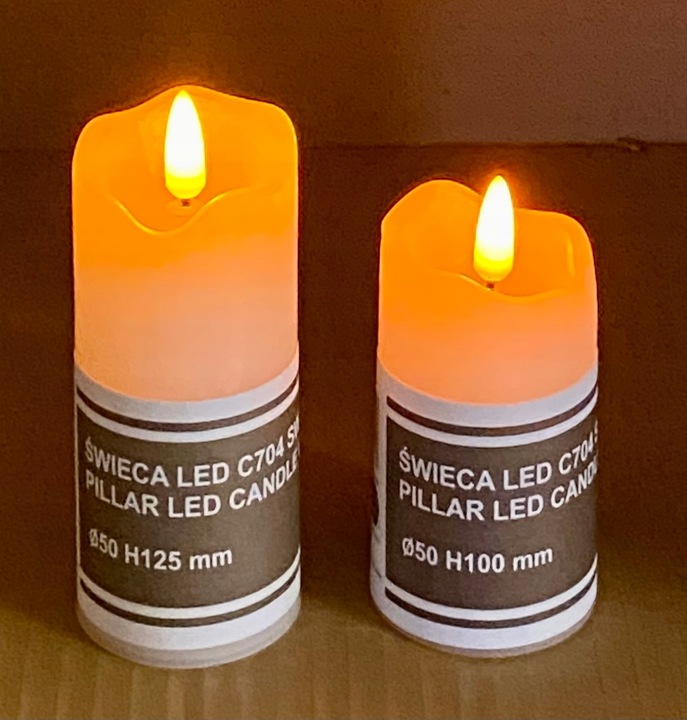 ŚWIECA LED C704
PILLAR LED CANDLE
Ø50 H125 mm
ŚWIECA LED C704
PILLAR LED
Ø50 H100 mm